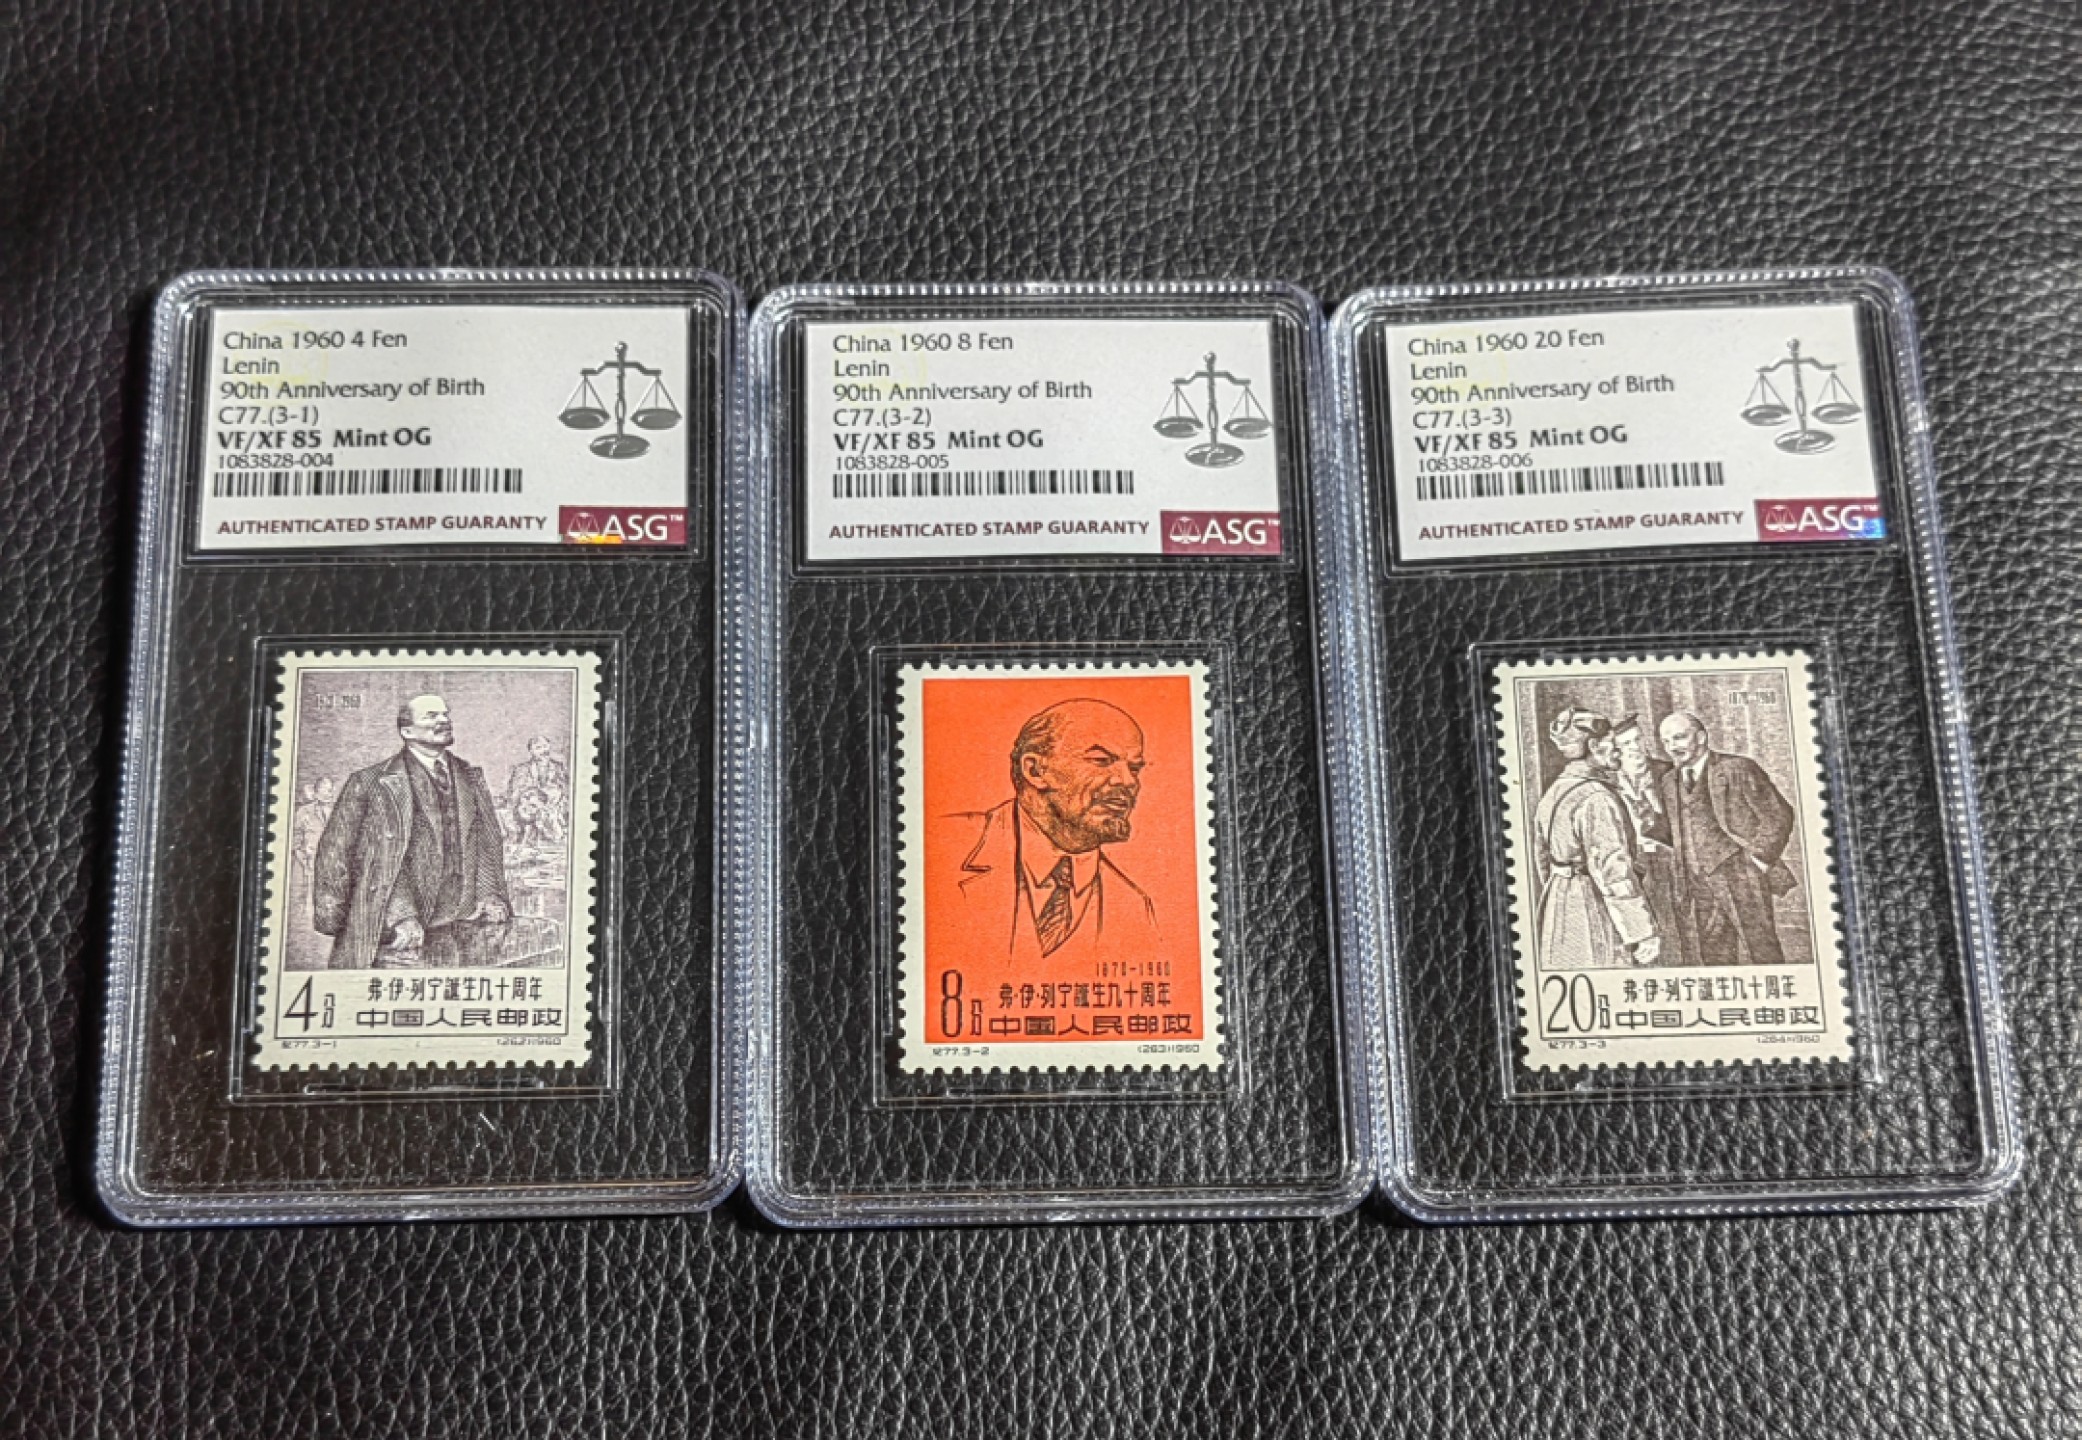 China 1960 4 Fen
Lenin
90th Anniversary of Birth
C77.(3-1)
VF/XF 85 Mint OG
1083828-004
AUTHENTICATED STAMP GUARANTY ASG™
1960
4分 弗·伊·列宁誕生九十周年
中国人民邮政
纪77.3-1 (262)1960
China 1960 8 Fen
Lenin
90th Anniversary of Birth
C77.(3-2)
VF/XF 85 Mint OG
1083828-005
AUTHENTICATED STAMP GUARANTY ASG™
1870-1960
8分 弗·伊·列宁誕生九十周年
中国人民邮政
纪77.3-2 (263)1960
China 1960 20 Fen
Lenin
90th Anniversary of Birth
C77.(3-3)
VF/XF 85 Mint OG
1083828-006
AUTHENTICATED STAMP GUARANTY ASG™
1870-1960
20分 弗·伊·列宁誕生九十周年
中国人民邮政
纪77.3-3 (264)1960